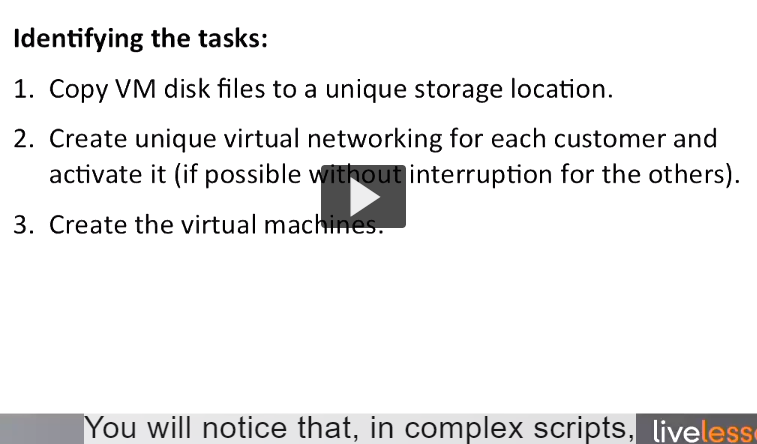 Identifying the tasks:
1. Copy VM disk files to a unique storage location.
2. Create unique virtual networking for each customer and
activate it (if possible without interruption for the others).
3. Create the virtual machines.
You will notice that, in complex scripts,
livelesso